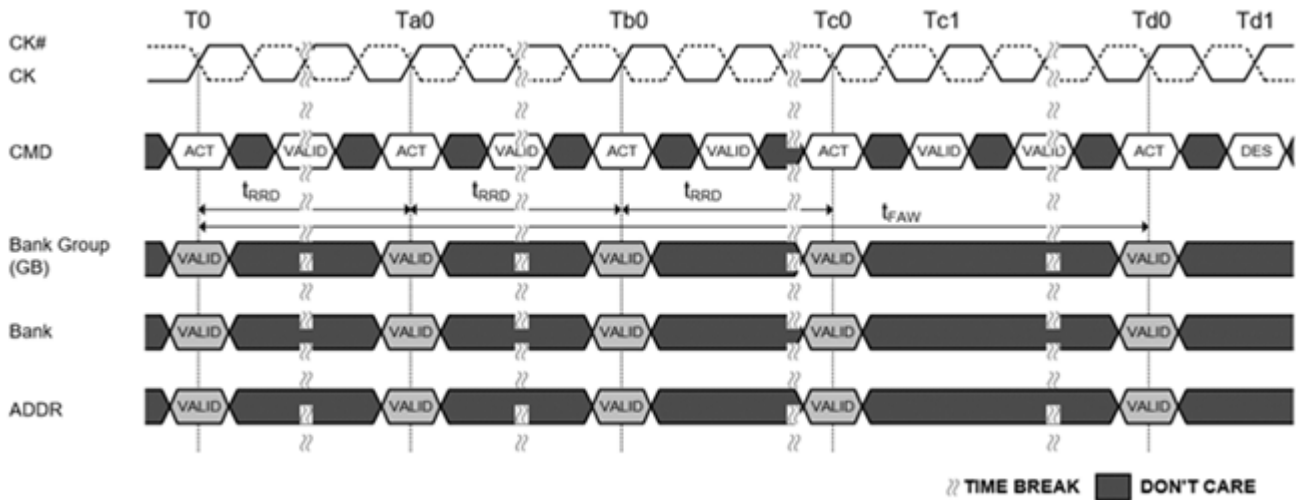 T0 Ta0 Tb0 Tc0 Tc1 Td0 Td1
CK#
CK
CMD ACT VALID ACT VALID ACT VALID ACT VALID VALID ACT DES
tRRD tRRD tRRD
tFAW
Bank Group
(GB) VALID VALID VALID VALID VALID
Bank VALID VALID VALID VALID VALID
ADDR VALID VALID VALID VALID VALID
TIME BREAK DON'T CARE